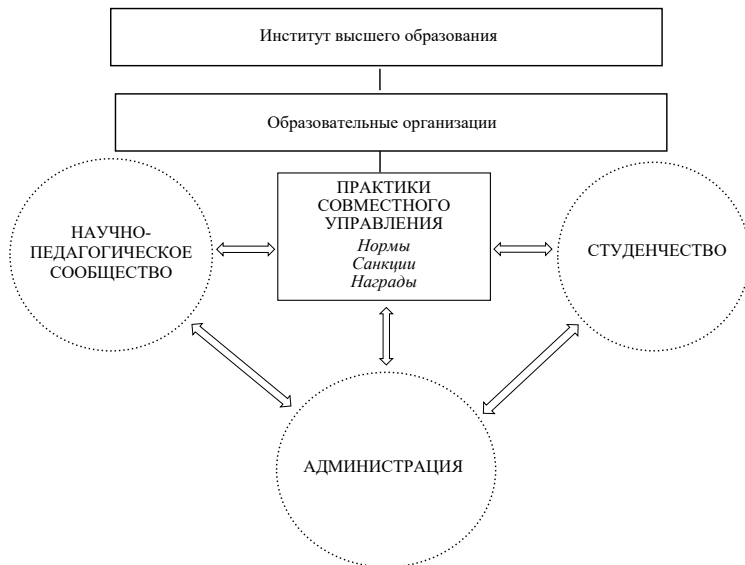 Институт высшего образования
Образовательные организации
ПРАКТИКИ
СОВМЕСТНОГО
УПРАВЛЕНИЯ
Нормы
Санкции
Награды
НАУЧНО-
ПЕДАГОГИЧЕСКОЕ
СООБЩЕСТВО
СТУДЕНЧЕСТВО
АДМИНИСТРАЦИЯ